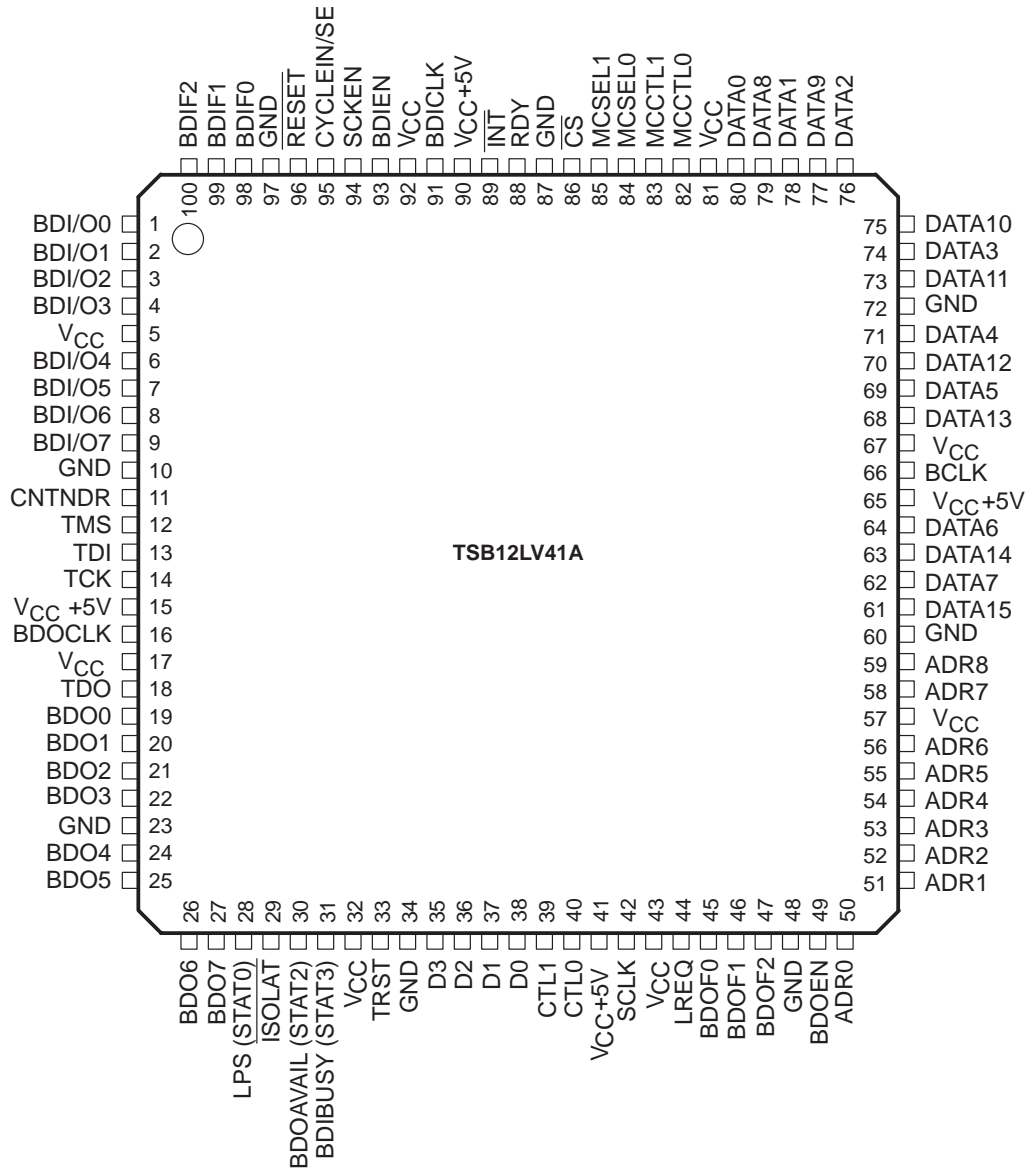 BDIF2
BDIF1
BDIF0
GND
RESET
CYCLEIN/SE
SCKEN
BDIEN
VCC
BDICLK
VCC+5V
INT
RDY
GND
CS
MCSEL1
MCSEL0
MCCTL1
MCCTL0
VCC
DATA0
DATA8
DATA1
DATA9
DATA2
100
99
98
97
96
95
94
93
92
91
90
89
88
87
86
85
84
83
82
81
80
79
78
77
76
BDI/O0 1
BDI/O1 2
BDI/O2 3
BDI/O3 4
VCC 5
BDI/O4 6
BDI/O5 7
BDI/O6 8
BDI/O7 9
GND 10
CNTNDR 11
TMS 12
TDI 13
TCK 14
VCC +5V 15
BDOCLK 16
VCC 17
TDO 18
BDO0 19
BDO1 20
BDO2 21
BDO3 22
GND 23
BDO4 24
BDO5 25
TSB12LV41A
75 DATA10
74 DATA3
73 DATA11
72 GND
71 DATA4
70 DATA12
69 DATA5
68 DATA13
67 VCC
66 BCLK
65 VCC+5V
64 DATA6
63 DATA14
62 DATA7
61 DATA15
60 GND
59 ADR8
58 ADR7
57 VCC
56 ADR6
55 ADR5
54 ADR4
53 ADR3
52 ADR2
51 ADR1
26
27
28
29
30
31
32
33
34
35
36
37
38
39
40
41
42
43
44
45
46
47
48
49
50
BDO6
BDO7
LPS (STAT0)
ISOLAT
BDOAVAIL (STAT2)
BDIBUSY (STAT3)
VCC
TRST
GND
D3
D2
D1
D0
CTL1
CTL0
VCC+5V
SCLK
VCC
LREQ
BDOF0
BDOF1
BDOF2
GND
BDOEN
ADR0